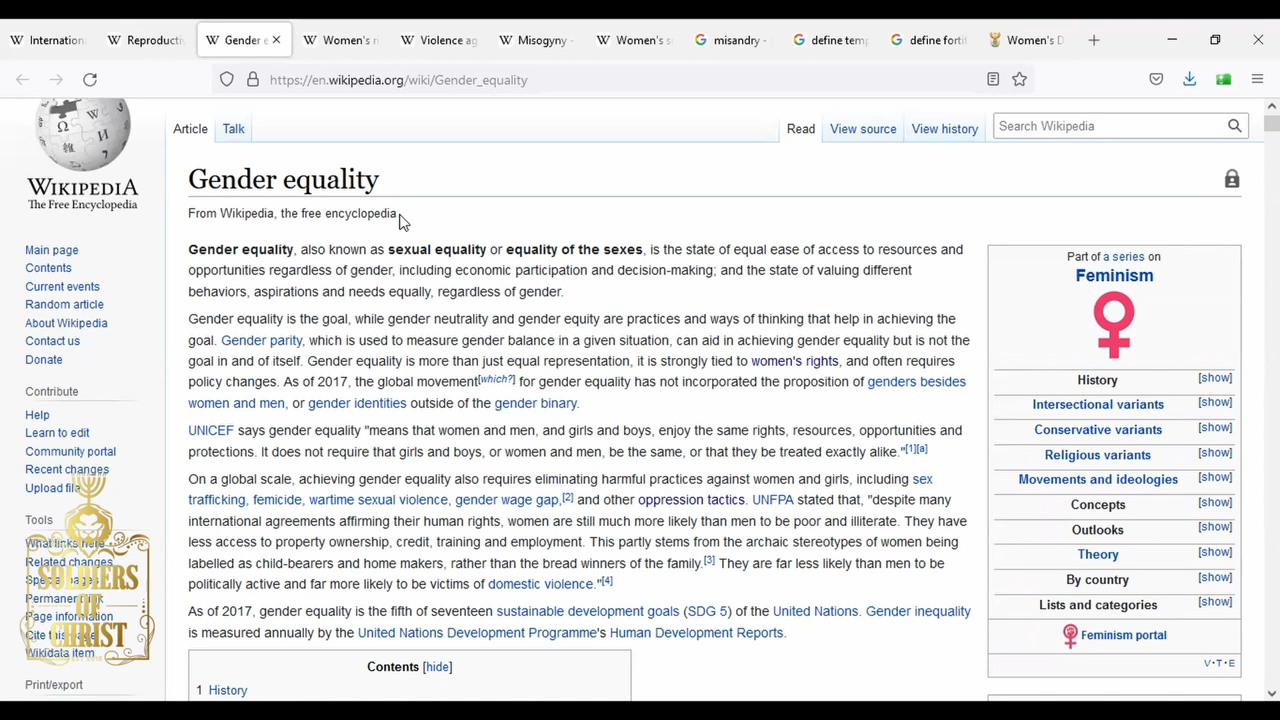 Internation
Reproductiv
Gender e
Women's ri
Violence ag
Misogyny -
Women's su
misandry -
define temp
define fortit
Women's D
https://en.wikipedia.org/wiki/Gender_equality
WIKIPEDIA
The Free Encyclopedia
Article
Talk
Read
View source
View history
Search Wikipedia
Main page
Contents
Current events
Random article
About Wikipedia
Contact us
Donate
Contribute
Help
Learn to edit
Community portal
Recent changes
Upload file
Tools
What links here
Related changes
Special pages
Permanent link
Page information
Cite this page
Wikidata item
Print/export
SOLDIERS
OF
CHRIST
Gender equality
From Wikipedia, the free encyclopedia
Gender equality, also known as sexual equality or equality of the sexes, is the state of equal ease of access to resources and
opportunities regardless of gender, including economic participation and decision-making; and the state of valuing different
behaviors, aspirations and needs equally, regardless of gender.
Gender equality is the goal, while gender neutrality and gender equity are practices and ways of thinking that help in achieving the
goal. Gender parity, which is used to measure gender balance in a given situation, can aid in achieving gender equality but is not the
goal in and of itself. Gender equality is more than just equal representation, it is strongly tied to women's rights, and often requires
policy changes. As of 2017, the global movement[which?] for gender equality has not incorporated the proposition of genders besides
women and men, or gender identities outside of the gender binary.
UNICEF says gender equality "means that women and men, and girls and boys, enjoy the same rights, resources, opportunities and
protections. It does not require that girls and boys, or women and men, be the same, or that they be treated exactly alike."[1][a]
On a global scale, achieving gender equality also requires eliminating harmful practices against women and girls, including sex
trafficking, femicide, wartime sexual violence, gender wage gap,[2] and other oppression tactics. UNFPA stated that, "despite many
international agreements affirming their human rights, women are still much more likely than men to be poor and illiterate. They have
less access to property ownership, credit, training and employment. This partly stems from the archaic stereotypes of women being
labelled as child-bearers and home makers, rather than the bread winners of the family.[3] They are far less likely than men to be
politically active and far more likely to be victims of domestic violence."[4]
As of 2017, gender equality is the fifth of seventeen sustainable development goals (SDG 5) of the United Nations. Gender inequality
is measured annually by the United Nations Development Programme's Human Development Reports.
Contents [hide]
1 History
Part of a series on
Feminism
History [show]
Intersectional variants [show]
Conservative variants [show]
Religious variants [show]
Movements and ideologies [show]
Concepts [show]
Outlooks [show]
Theory [show]
By country [show]
Lists and categories [show]
Feminism portal
V·T·E